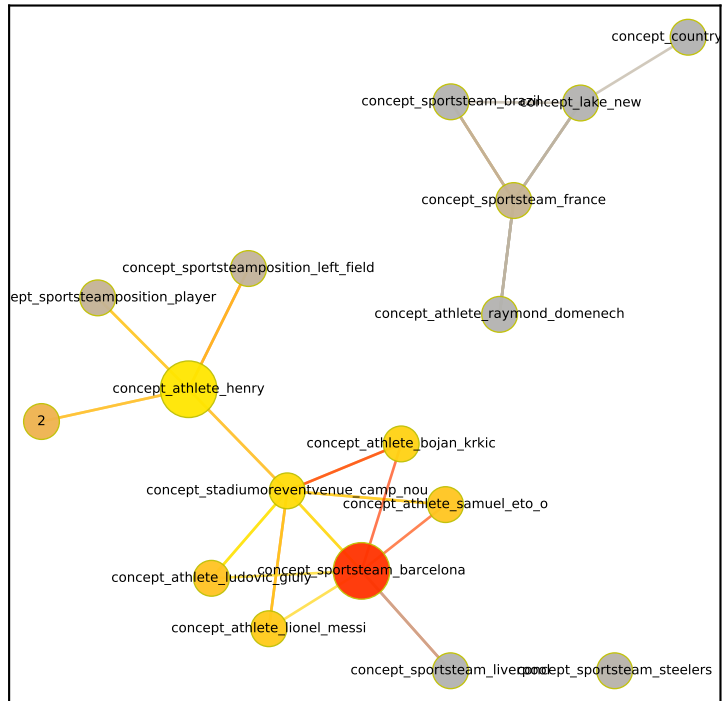 concept_country
concept_sportsteam_brazil
concept_lake_new
concept_sportsteam_france
concept_sportsteamposition_left_field
ept_sportsteamposition_player
concept_athlete_raymond_domenech
concept_athlete_henry
2
concept_athlete_bojan_krkic
concept_stadiumoreventvenue_camp_nou
concept_athlete_samuel_eto_o
concept_sportsteam_barcelona
concept_athlete_ludovic_giuly
concept_athlete_lionel_messi
concept_sportsteam_liverpool
concept_sportsteam_steelers